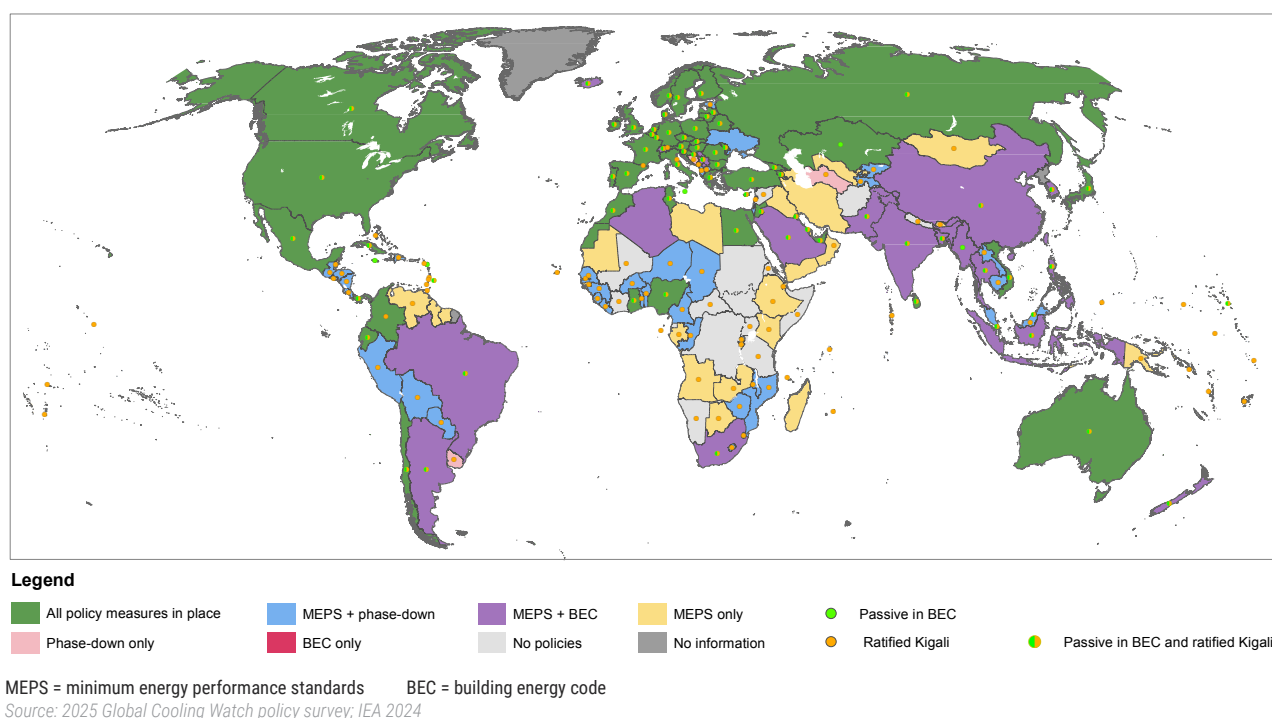 Legend
All policy measures in place
MEPS + phase-down
MEPS + BEC
MEPS only
Passive in BEC
Phase-down only
BEC only
No policies
No information
Ratified Kigali
Passive in BEC and ratified Kigali
MEPS = minimum energy performance standards BEC = building energy code
Source: 2025 Global Cooling Watch policy survey; IEA 2024